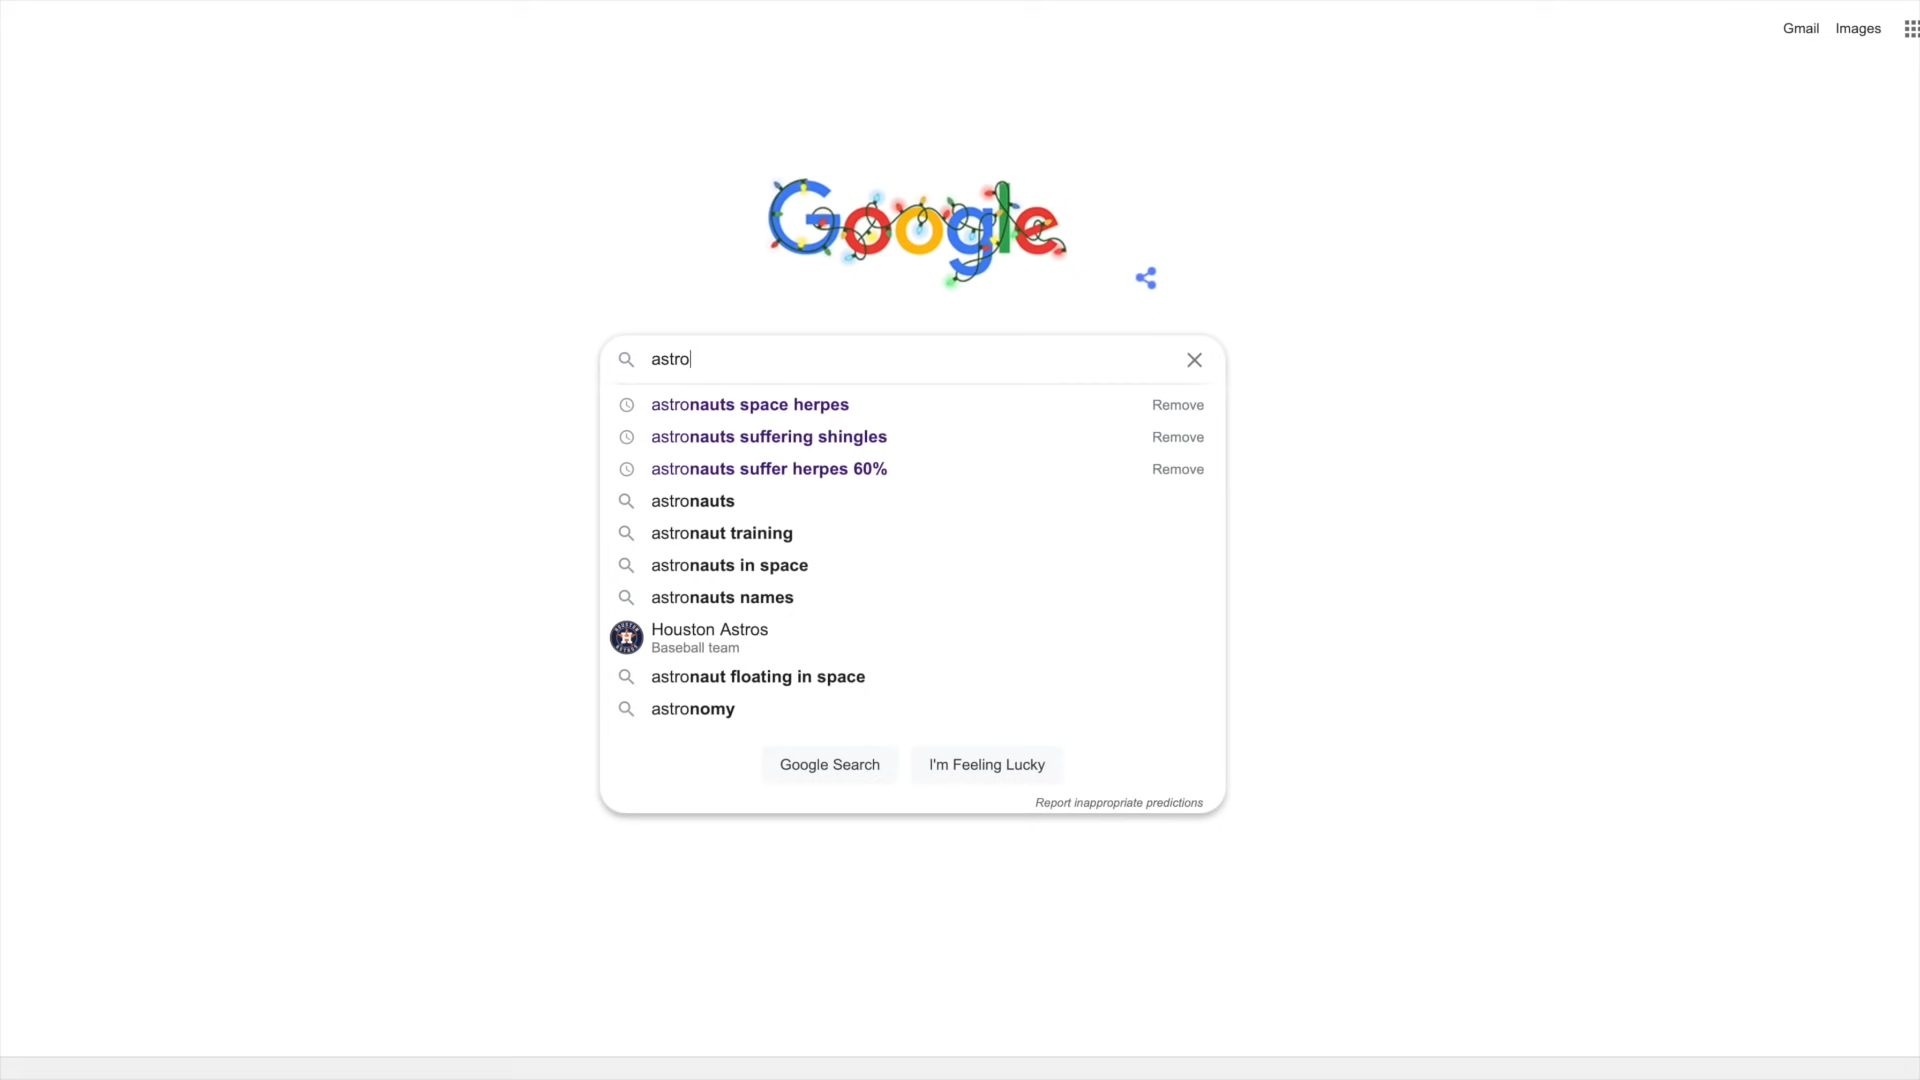 Gmail Images
Google
astro
astronauts space herpes Remove
astronauts suffering shingles Remove
astronauts suffer herpes 60% Remove
astronauts
astronaut training
astronauts in space
astronauts names
Houston Astros
Baseball team
astronaut floating in space
astronomy
Google Search I'm Feeling Lucky
Report inappropriate predictions